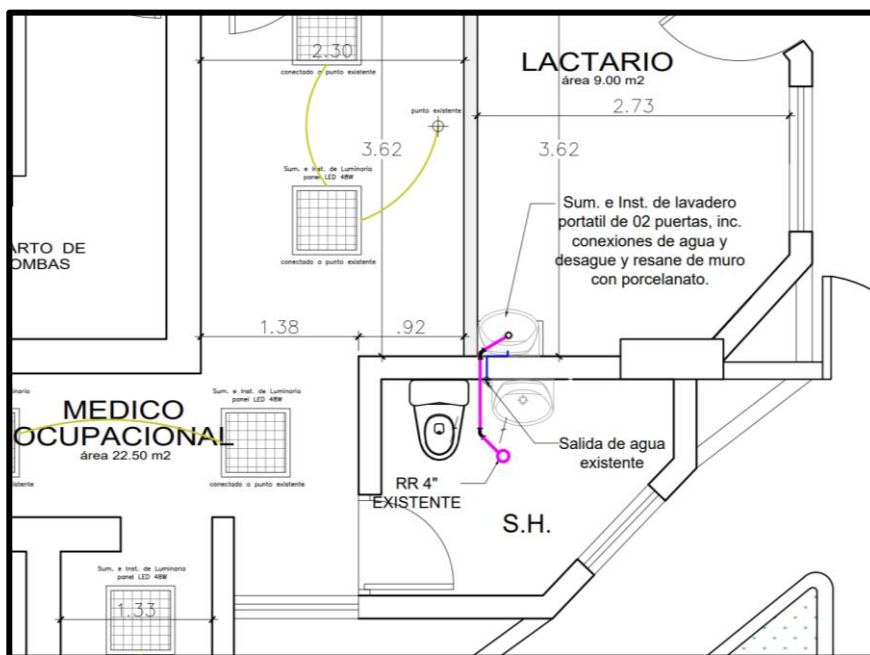 2.30
conectado a punto existente
punto existente
3.62
Sum. e Inst. de Luminaria
panel LED 48W
conectado a punto existente
LACTARIO
área 9.00 m2
2.73
3.62
Sum. e Inst. de lavadero
portatil de 02 puertas, inc.
conexiones de agua y
desague y resane de muro
con porcelanato.
ARTO DE
OMBAS
1.38
.92
Sum. e Inst. de Luminaria
panel LED 48W
MEDICO
OCUPACIONAL
área 22.50 m2
conectado a punto existente
Salida de agua
existente
RR 4"
EXISTENTE
S.H.
Sum. e Inst. de Luminaria
panel LED 48W
1.33